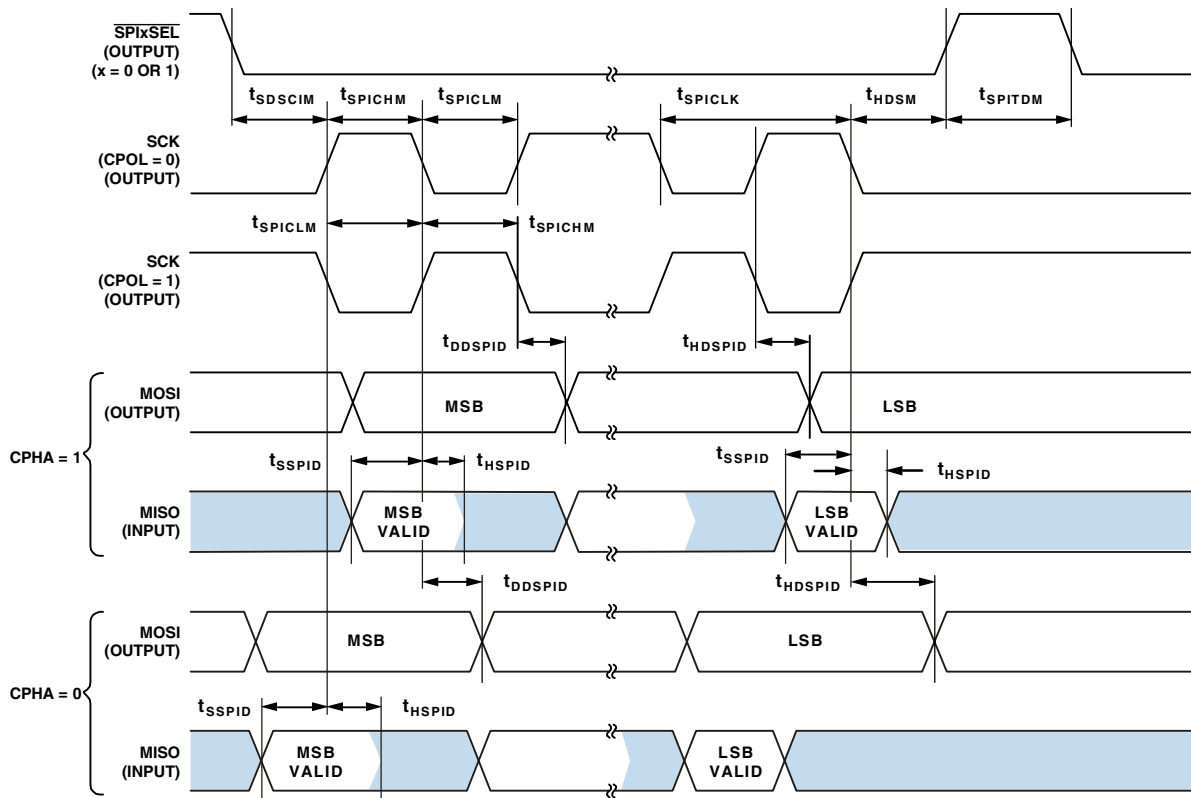 SPIxSEL
(OUTPUT)
(x = 0 OR 1)
tSDSCIM tSPICHM tSPICLM tSPICLK tHDSM tSPITDM
SCK
(CPOL = 0)
(OUTPUT)
tSPICLM tSPICHM
SCK
(CPOL = 1)
(OUTPUT)
tDDSPID tHDSPID
CPHA = 1
MOSI
(OUTPUT)
MSB LSB
tSSPID tHSPID tSSPID tHSPID
MISO
(INPUT)
MSB
VALID
LSB
VALID
tDDSPID tHDSPID
CPHA = 0
MOSI
(OUTPUT)
MSB LSB
tSSPID tHSPID
MISO
(INPUT)
MSB
VALID
LSB
VALID